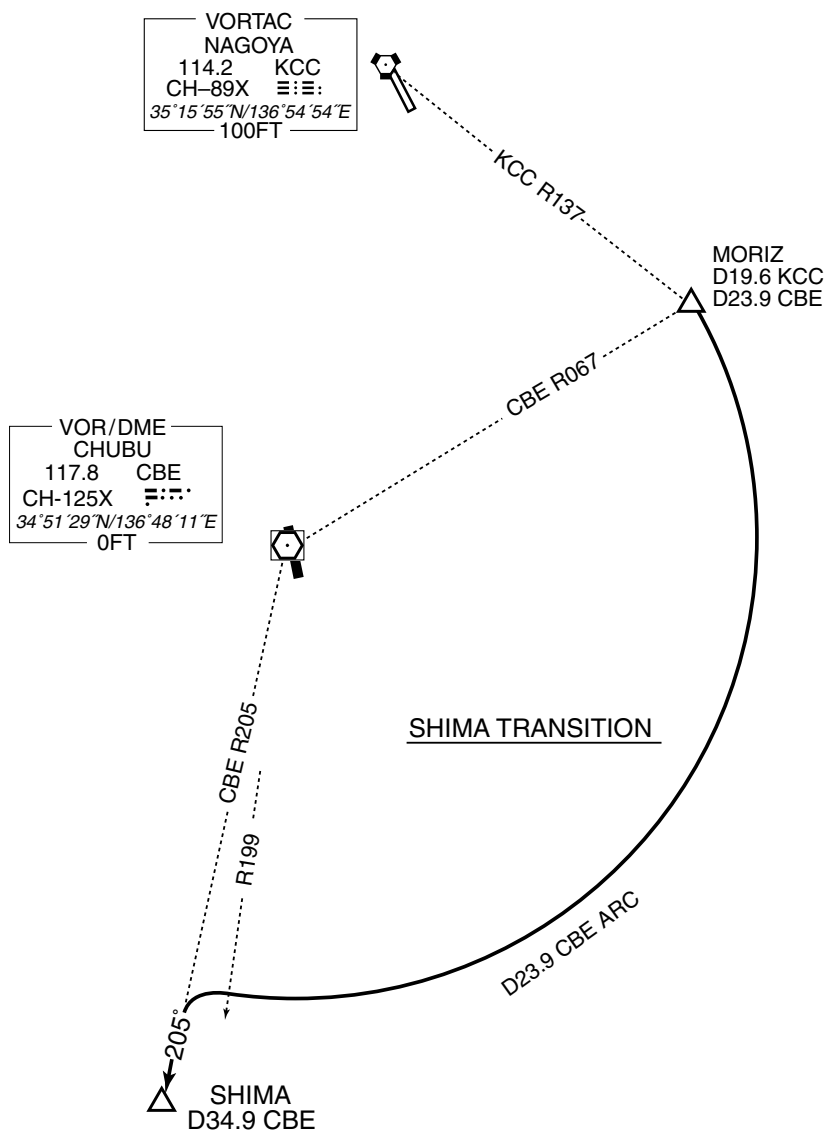 VORTAC
NAGOYA
114.2 KCC
CH–89X
35°15´55˝N/136°54´54˝E
100FT
KCC R137
MORIZ
D19.6 KCC
D23.9 CBE
CBE R067
VOR/DME
CHUBU
117.8 CBE
CH-125X
34°51´29˝N/136°48´11˝E
0FT
CBE R205
SHIMA TRANSITION
R199
D23.9 CBE ARC
205°
SHIMA
D34.9 CBE